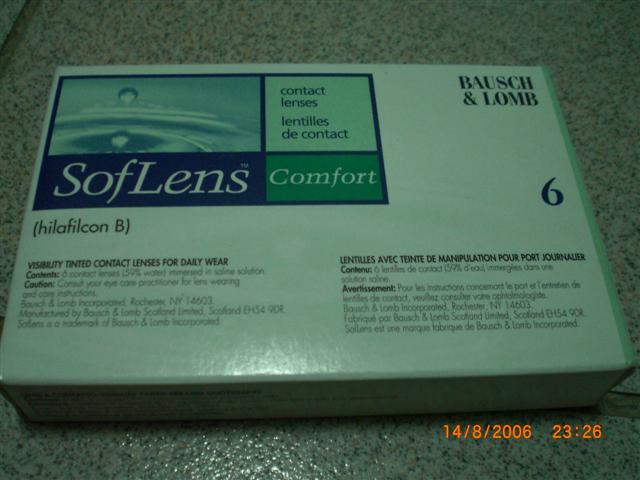 BAUSCH
& LOMB
contact
lenses
lentilles
de contact
SofLens™
Comfort
6
(hilafilcon B)
VISIBILITY TINTED CONTACT LENSES FOR DAILY WEAR
Contents: 6 contact lenses (59% water) immersed in saline solution.
Caution: Consult your eye care practitioner for lens wearing
and care instructions.
Bausch & Lomb Incorporated, Rochester, NY 14603.
Manufactured by Bausch & Lomb Scotland Limited, Scotland EH54 9DR.
SofLens is a trademark of Bausch & Lomb Incorporated.
LENTILLES AVEC TEINTE DE MANIPULATION POUR PORT JOURNALIER
Contenu: 6 lentilles de contact (59% d'eau) immergées dans une
solution saline.
Avertissement: Pour les instructions concernant le port et l'entretien de
lentilles de contact, veuillez consulter votre ophtalmologiste.
Bausch & Lomb Incorporated, Rochester, NY 14603.
Fabriqué par Bausch & Lomb Scotland Limited, Scotland EH54 9DR.
SofLens est une marque fabrique de Bausch & Lomb Incorporated.
14/8/2006 23:26